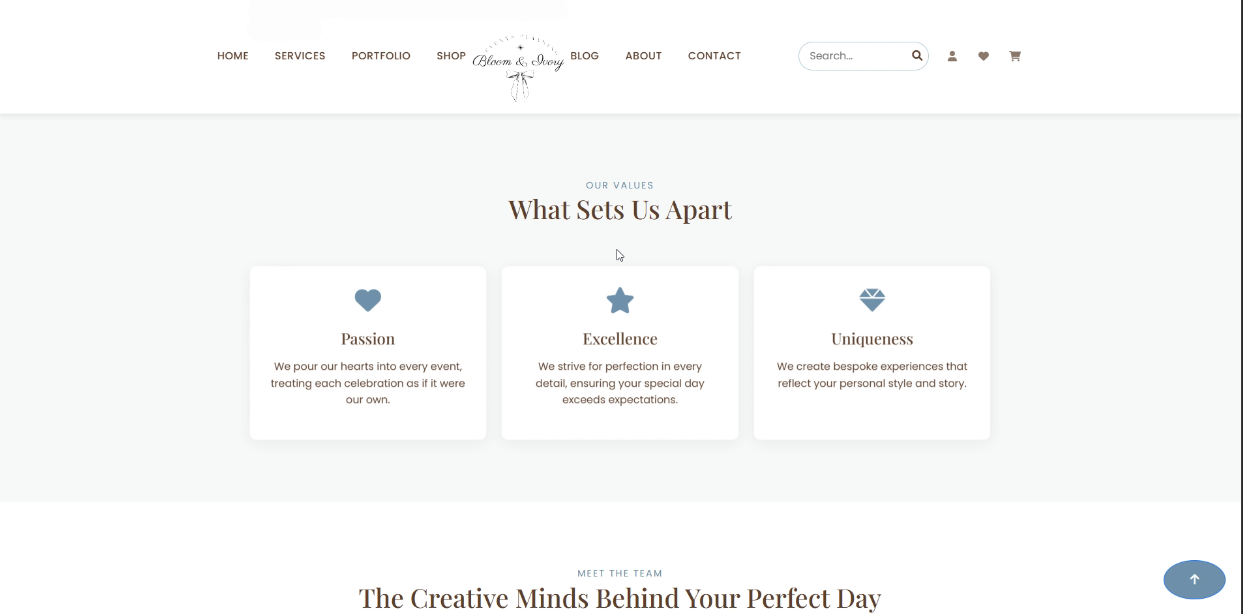 HOME SERVICES PORTFOLIO SHOP Bloom & Ivory BLOG ABOUT CONTACT Search...
OUR VALUES
What Sets Us Apart
Passion
We pour our hearts into every event,
treating each celebration as if it were
our own.
Excellence
We strive for perfection in every
detail, ensuring your special day
exceeds expectations.
Uniqueness
We create bespoke experiences that
reflect your personal style and story.
MEET THE TEAM
The Creative Minds Behind Your Perfect Day